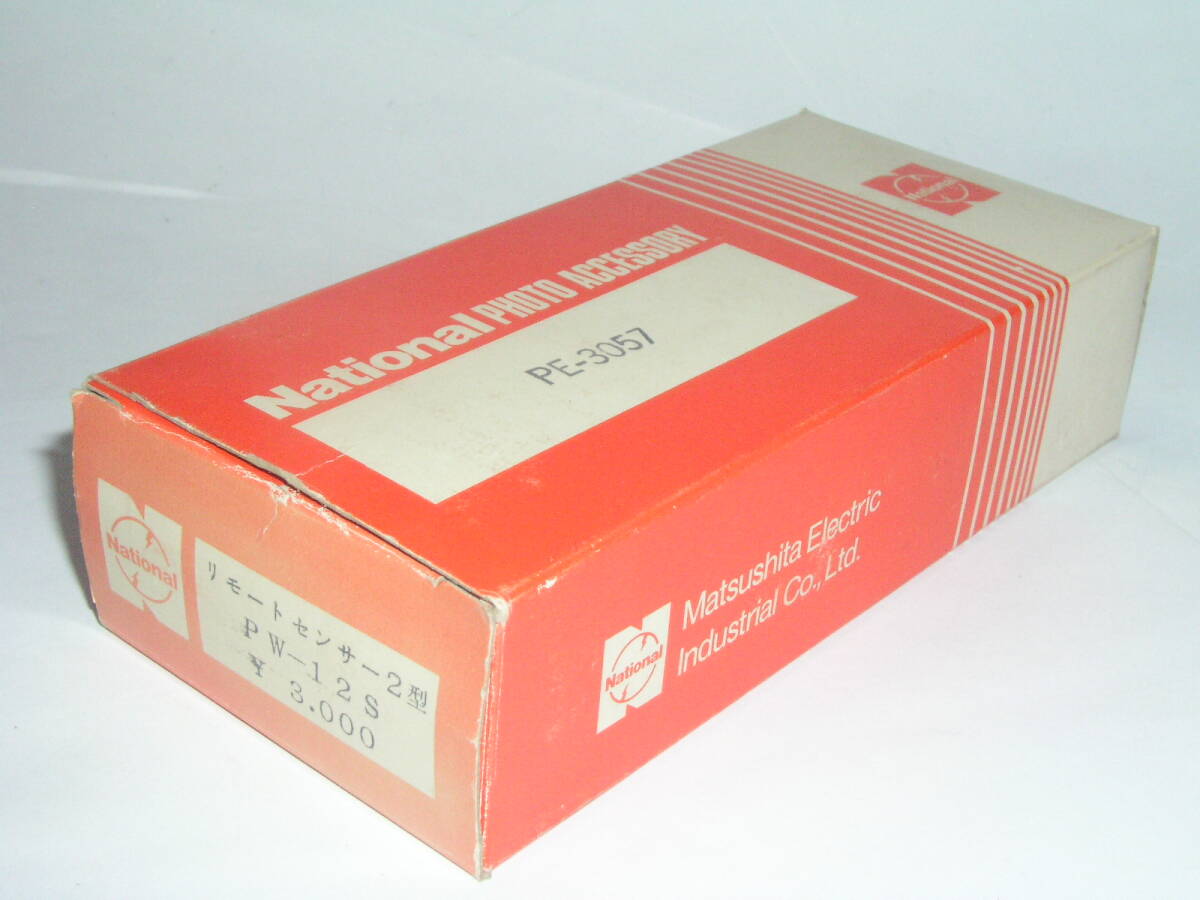 National PHOTO ACCESSORY
PE-3057
National
National
リモートセンサー2型
PW-12S
¥3.000
National
Matsushita Electric
Industrial Co., Ltd.